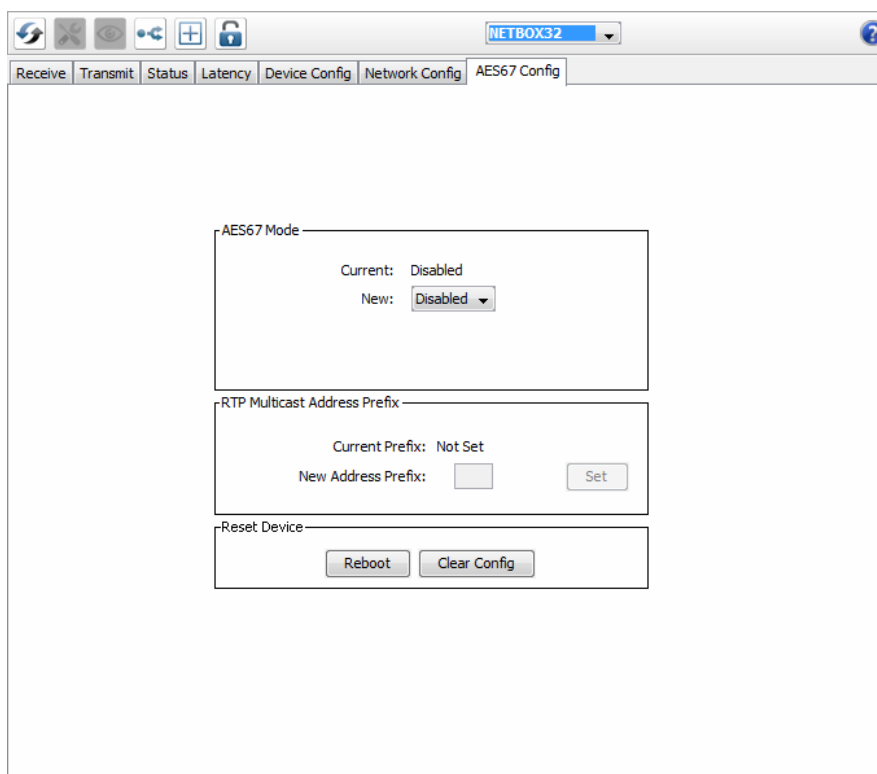 NETBOX32
?
Receive Transmit Status Latency Device Config Network Config AES67 Config
AES67 Mode
Current: Disabled
New: Disabled
RTP Multicast Address Prefix
Current Prefix: Not Set
New Address Prefix: Set
Reset Device
Reboot Clear Config